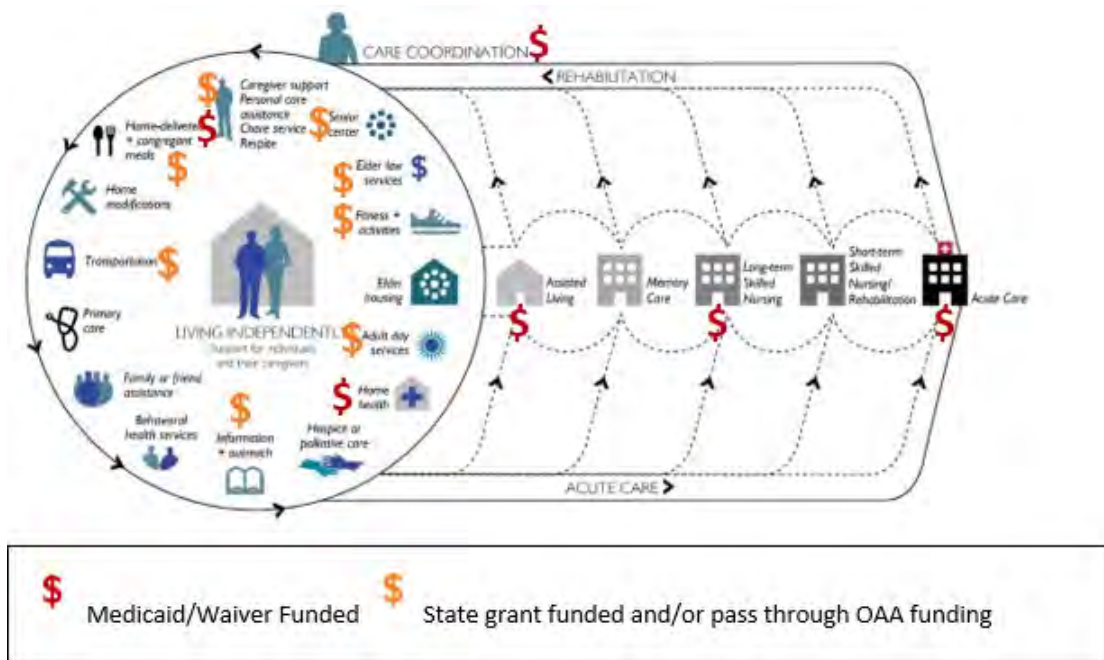 CARE COORDINATION $
< REHABILITATION
$ Caregiver support
Personal care
assistance
$ Chore service
Respite
$ Senior
center
Home-delivered
+ congregant
meals
$
$ Elder law $
services
Home
modifications
$ Fitness +
activities
Transportation $
Elder
housing
Assisted
Living
Memory
Care
Long-term
Skilled
Nursing
Short-term
Skilled
Nursing/
Rehabilitation
Acute Care
$ $ $
Primary
care
LIVING INDEPENDENTL
Support for individuals
and their caregivers
$ Adult day
services
Family or friend
assistance
$ Home
health
Behavioral
health services
$
Information
+ outreach
Hospice or
palliative care
ACUTE CARE >
$ Medicaid/Waiver Funded $ State grant funded and/or pass through OAA funding